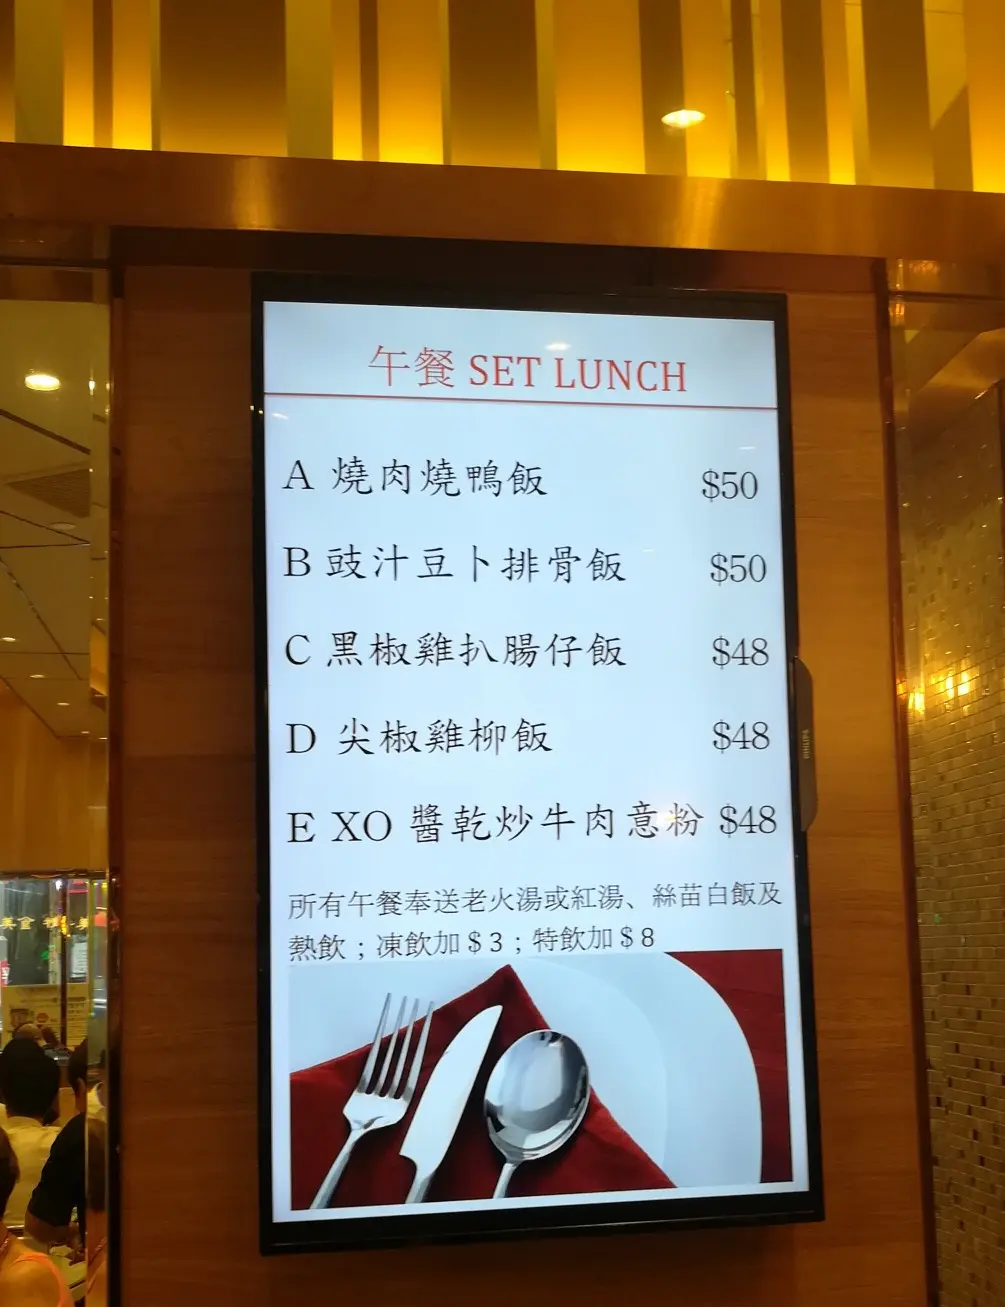 午餐 SET LUNCH
A 燒肉燒鴨飯 $50
B 豉汁豆卜排骨飯 $50
C 黑椒雞扒腸仔飯 $48
D 尖椒雞柳飯 $48
E XO 醬乾炒牛肉意粉 $48
所有午餐奉送老火湯或紅湯、絲苗白飯及
熱飲；凍飲加 $ 3；特飲加 $ 8